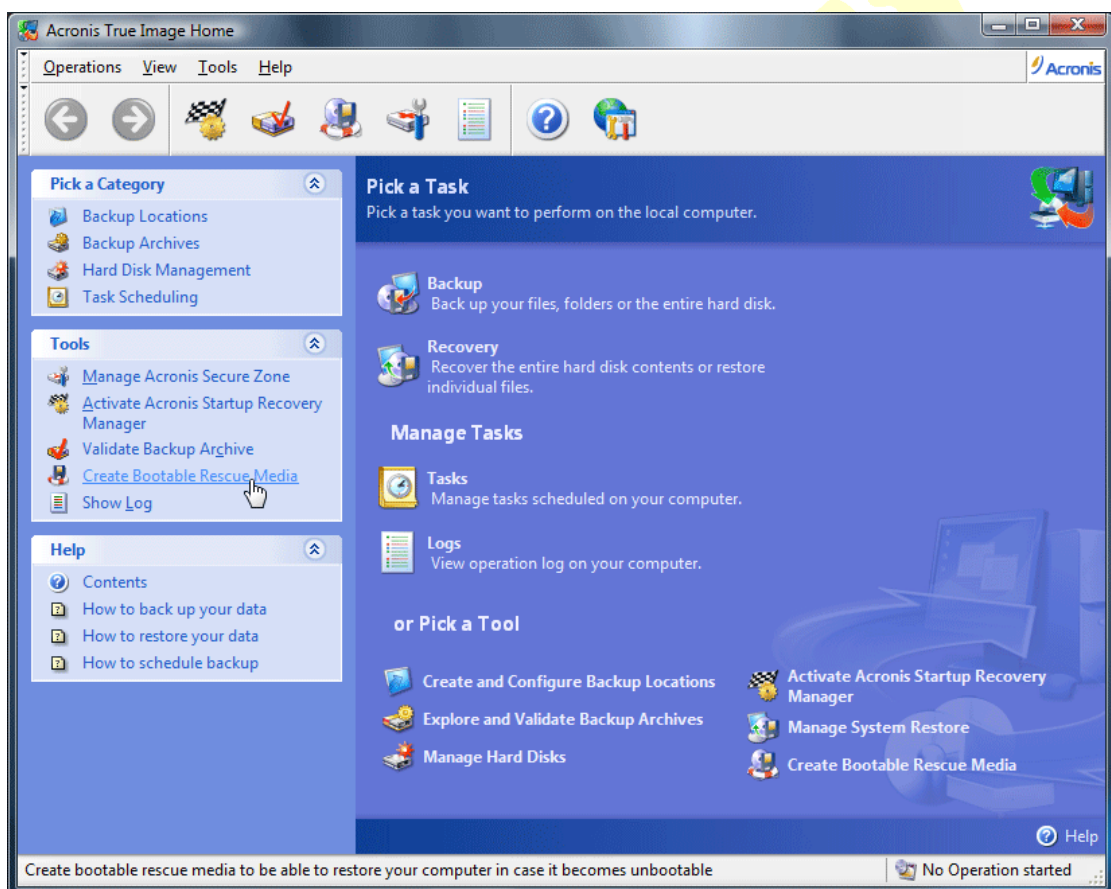 Acronis True Image Home
Operations View Tools Help
Acronis
Pick a Category
Backup Locations
Backup Archives
Hard Disk Management
Task Scheduling
Tools
Manage Acronis Secure Zone
Activate Acronis Startup Recovery
Manager
Validate Backup Archive
Create Bootable Rescue Media
Show Log
Help
Contents
How to back up your data
How to restore your data
How to schedule backup
Pick a Task
Pick a task you want to perform on the local computer.
Backup
Back up your files, folders or the entire hard disk.
Recovery
Recover the entire hard disk contents or restore
individual files.
Manage Tasks
Tasks
Manage tasks scheduled on your computer.
Logs
View operation log on your computer.
or Pick a Tool
Create and Configure Backup Locations
Explore and Validate Backup Archives
Manage Hard Disks
Activate Acronis Startup Recovery
Manager
Manage System Restore
Create Bootable Rescue Media
Help
Create bootable rescue media to be able to restore your computer in case it becomes unbootable
No Operation started